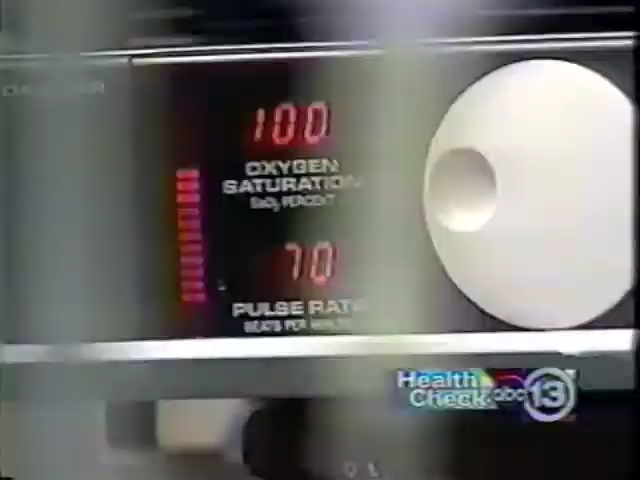 100
OXYGEN
SATURATION
SaO₂ PERCENT
70
PULSE RATE
BEATS PER
Health
Check
abc 13